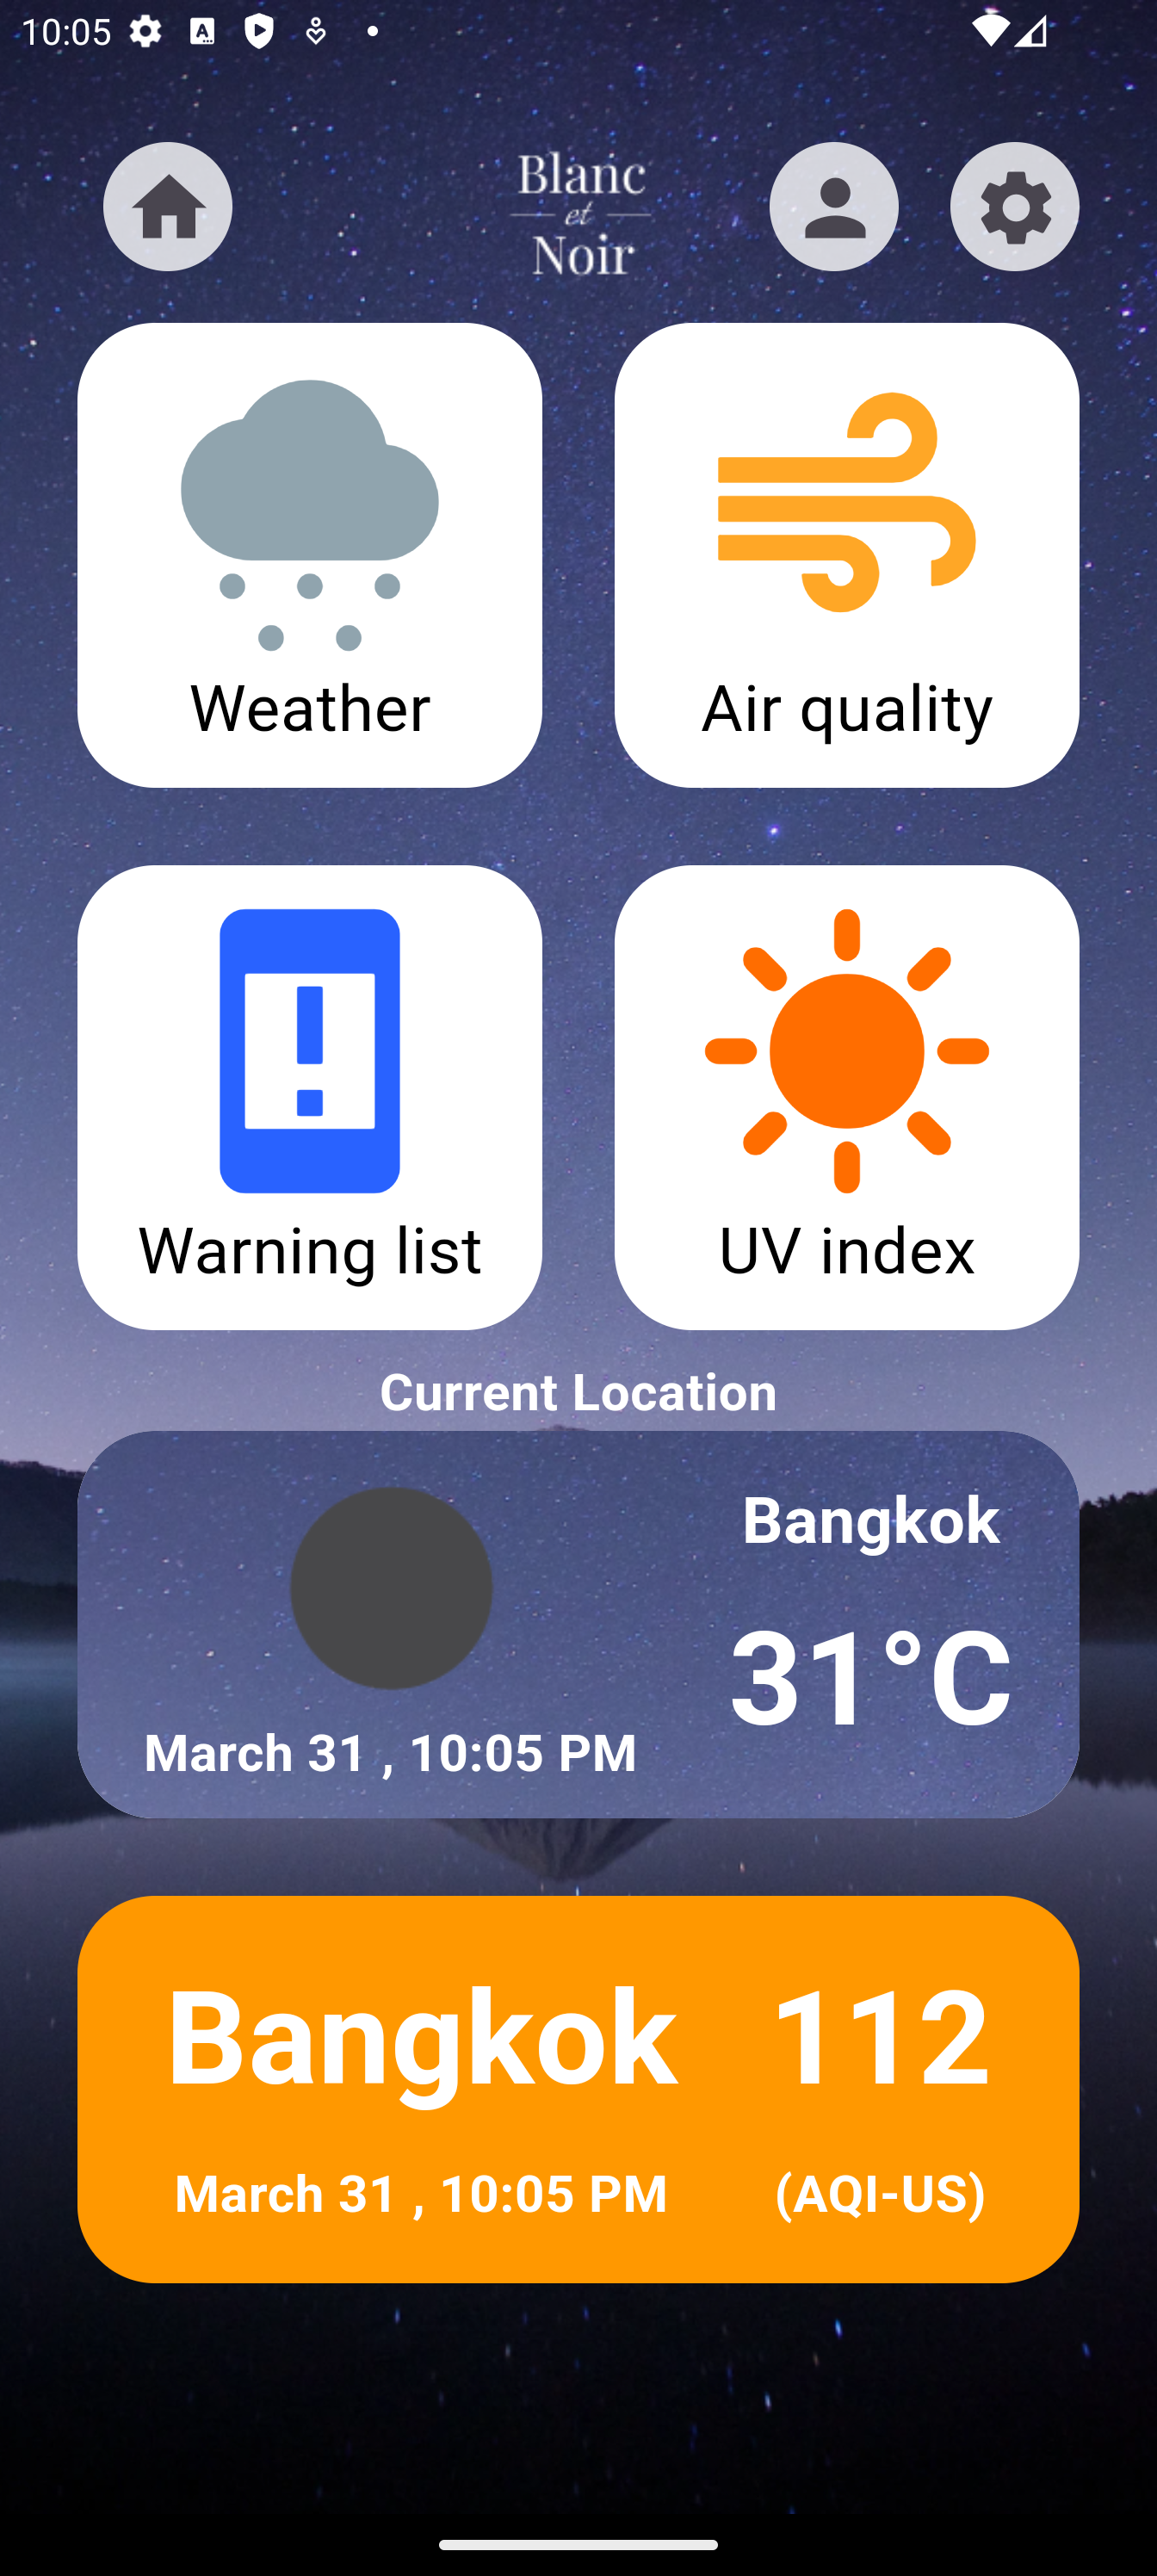 10:05
Blanc
et
Noir
Weather
Air quality
Warning list
UV index
Current Location
Bangkok
31°C
March 31 , 10:05 PM
Bangkok 112
March 31 , 10:05 PM (AQI-US)